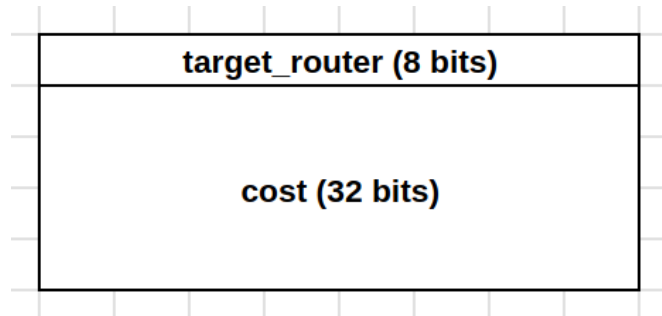 target_router (8 bits)
cost (32 bits)